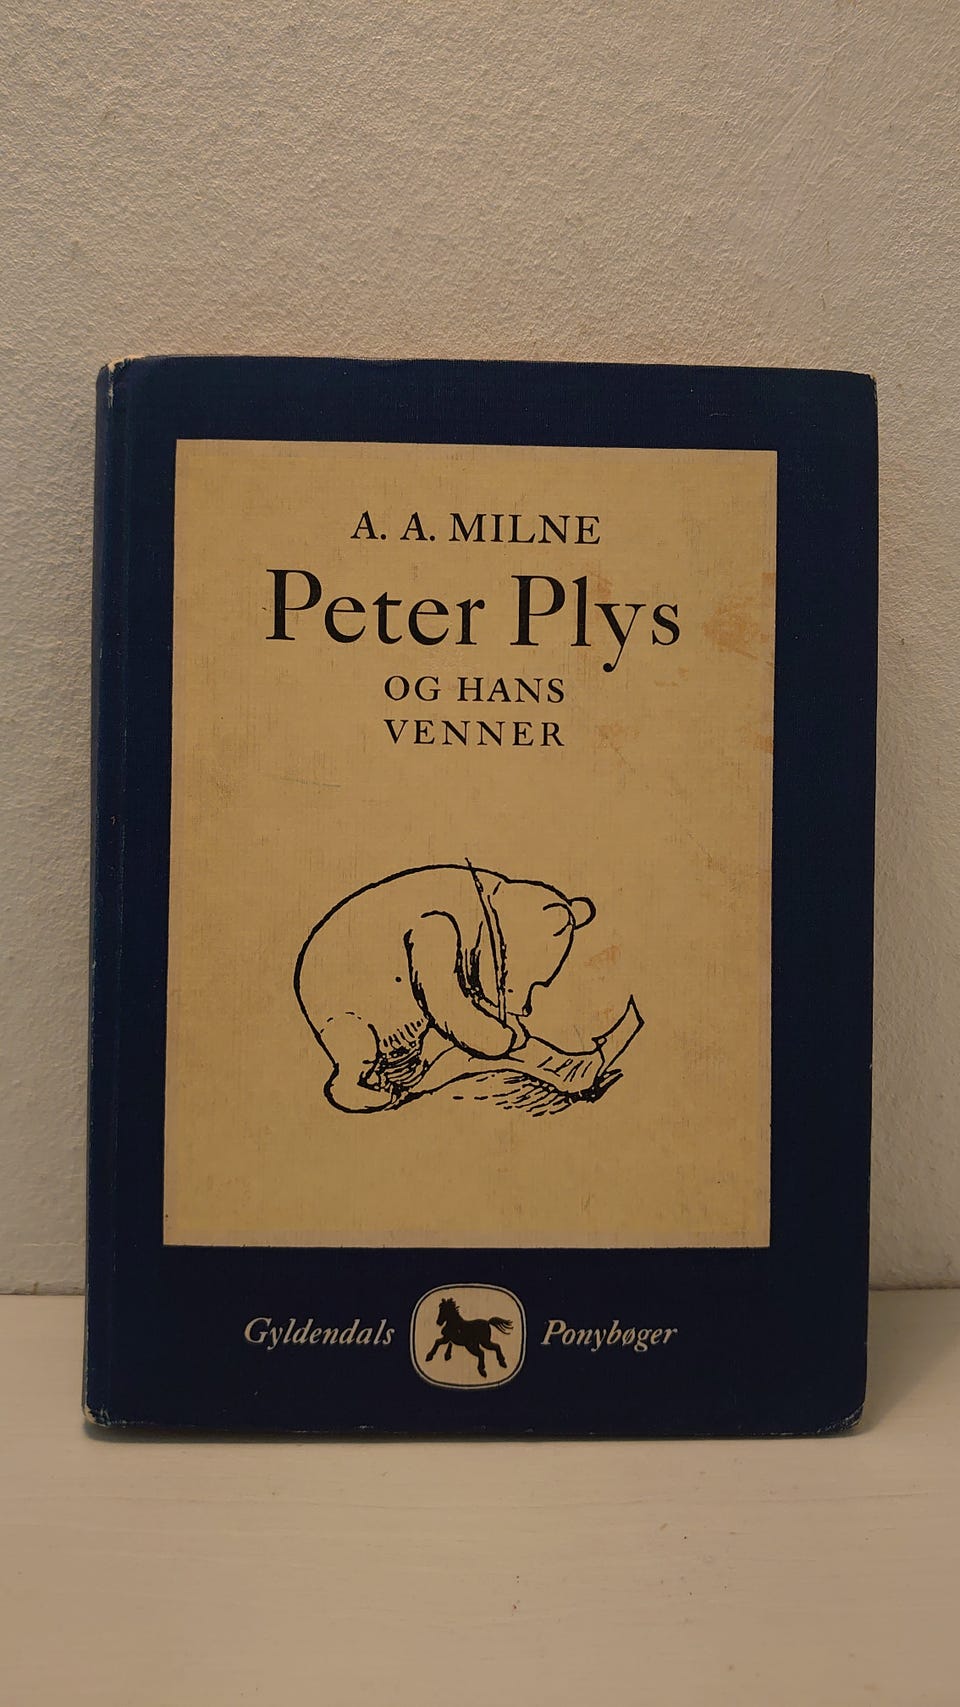 A. A. MILNE
Peter Plys
OG HANS
VENNER
Gyldendals Ponybøger